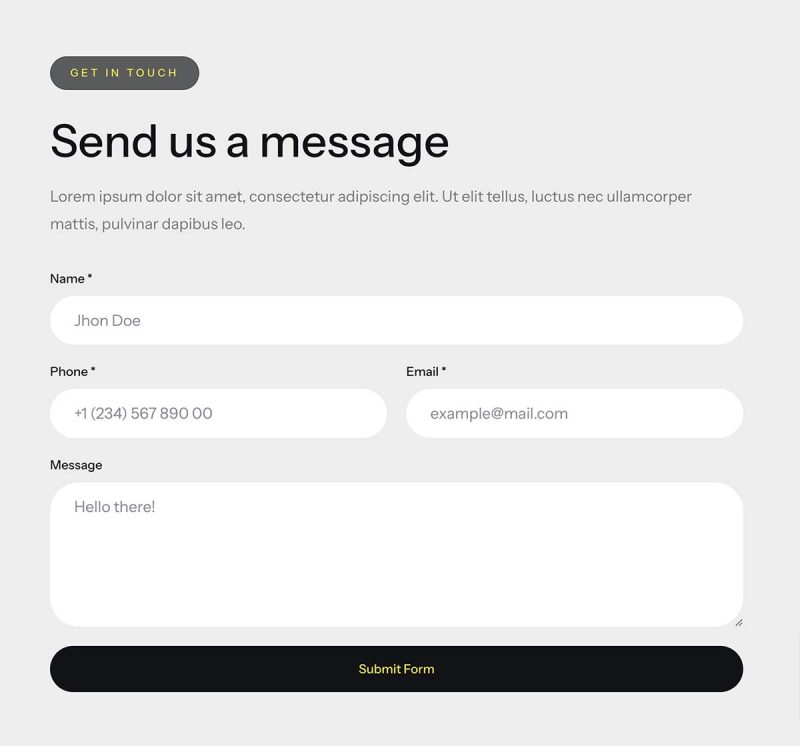 GET IN TOUCH
Send us a message
Lorem ipsum dolor sit amet, consectetur adipiscing elit. Ut elit tellus, luctus nec ullamcorper
mattis, pulvinar dapibus leo.
Name *
Jhon Doe
Phone * Email *
+1 (234) 567 890 00 example@mail.com
Message
Hello there!
Submit Form